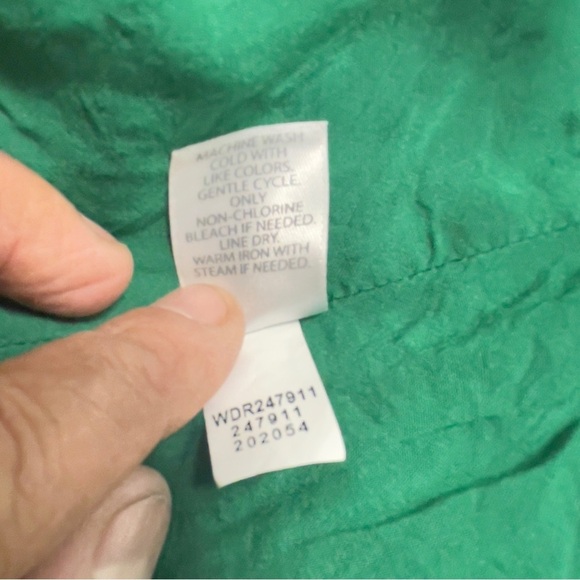 MACHINE WASH
COLD WITH
LIKE COLORS.
GENTLE CYCLE.
ONLY
NON-CHLORINE
BLEACH IF NEEDED.
LINE DRY.
WARM IRON WITH
STEAM IF NEEDED.
WDR247911
247911
202054